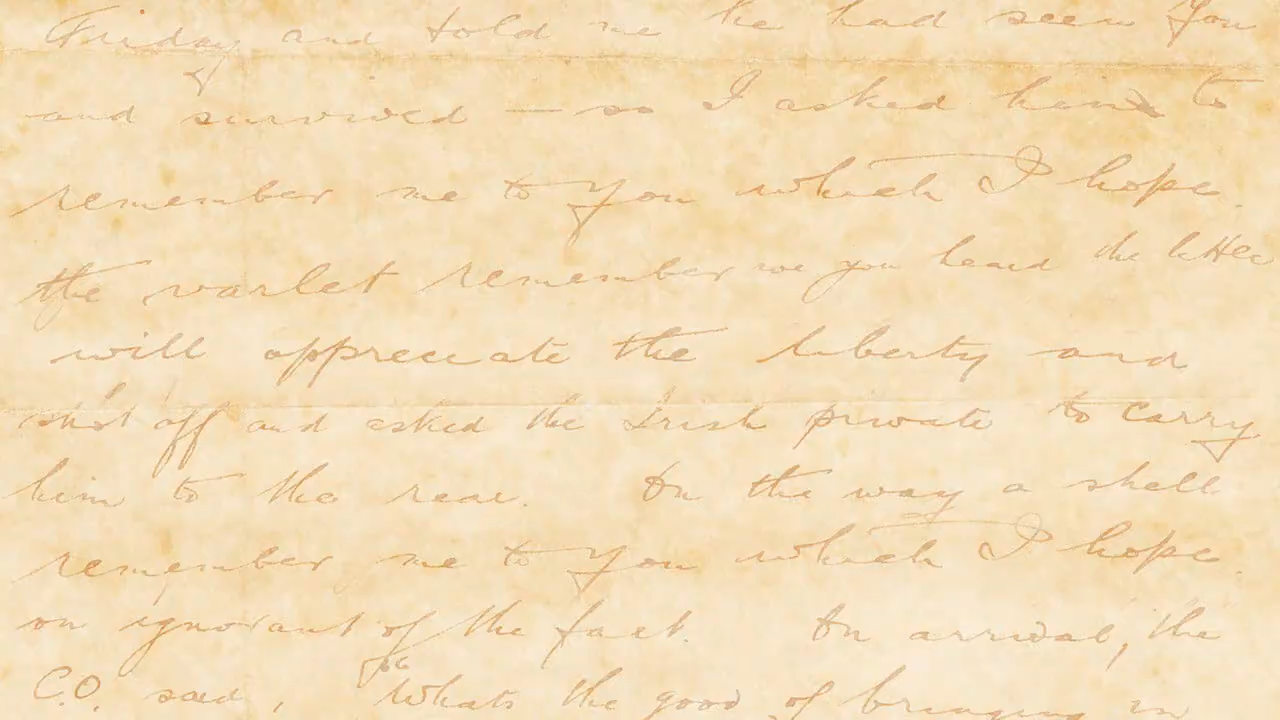 Friday and told me he had seen you
and survived — so I asked him to
remember me to you which I hope.
the varlet remember we you heard the letter
will appreciate the liberty and
shot off and asked the Irish private to carry
him to the rear. On the way a shell
remember me to you which I hope.
on ignorant of the fact. On arrival, the
C.O. said, "Whats the good of bringing in